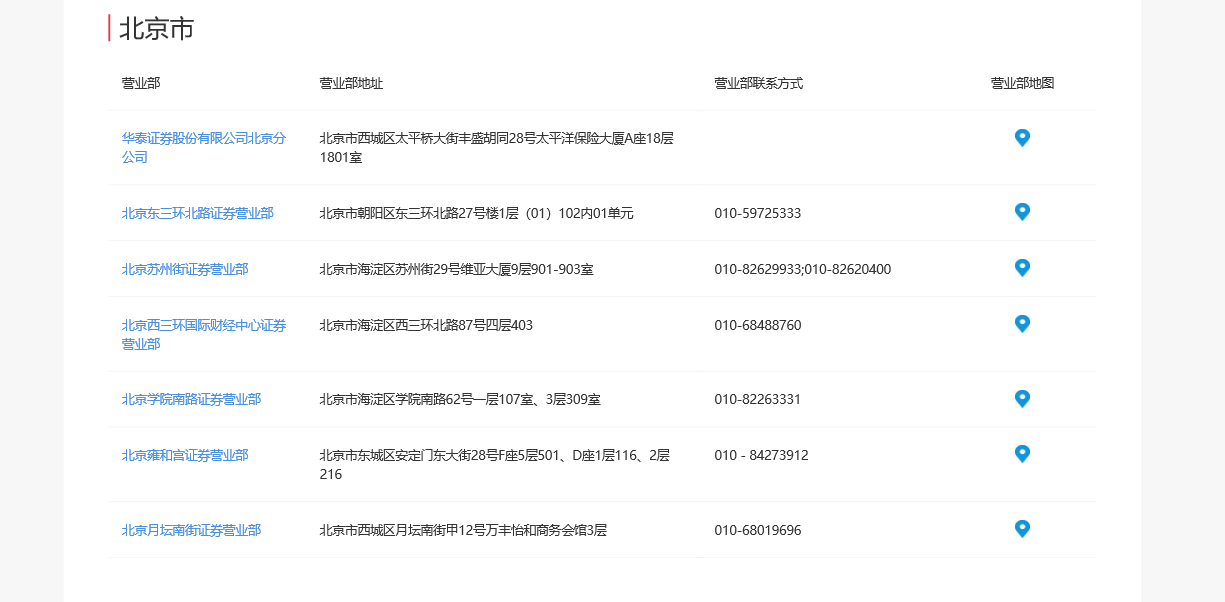 北京市
营业部 营业部地址 营业部联系方式 营业部地图
华泰证券股份有限公司北京分 北京市西城区太平桥大街丰盛胡同28号太平洋保险大厦A座18层
公司 1801室
北京东三环北路证券营业部 北京市朝阳区东三环北路27号楼1层（01）102内01单元 010-59725333
北京苏州街证券营业部 北京市海淀区苏州街29号维亚大厦9层901-903室 010-82629933;010-82620400
北京西三环国际财经中心证券 北京市海淀区西三环北路87号四层403 010-68488760
营业部
北京学院南路证券营业部 北京市海淀区学院南路62号一层107室、3层309室 010-82263331
北京雍和宫证券营业部 北京市东城区安定门东大街28号F座5层501、D座1层116、2层 010 - 84273912
216
北京月坛南街证券营业部 北京市西城区月坛南街甲12号万丰怡和商务会馆3层 010-68019696